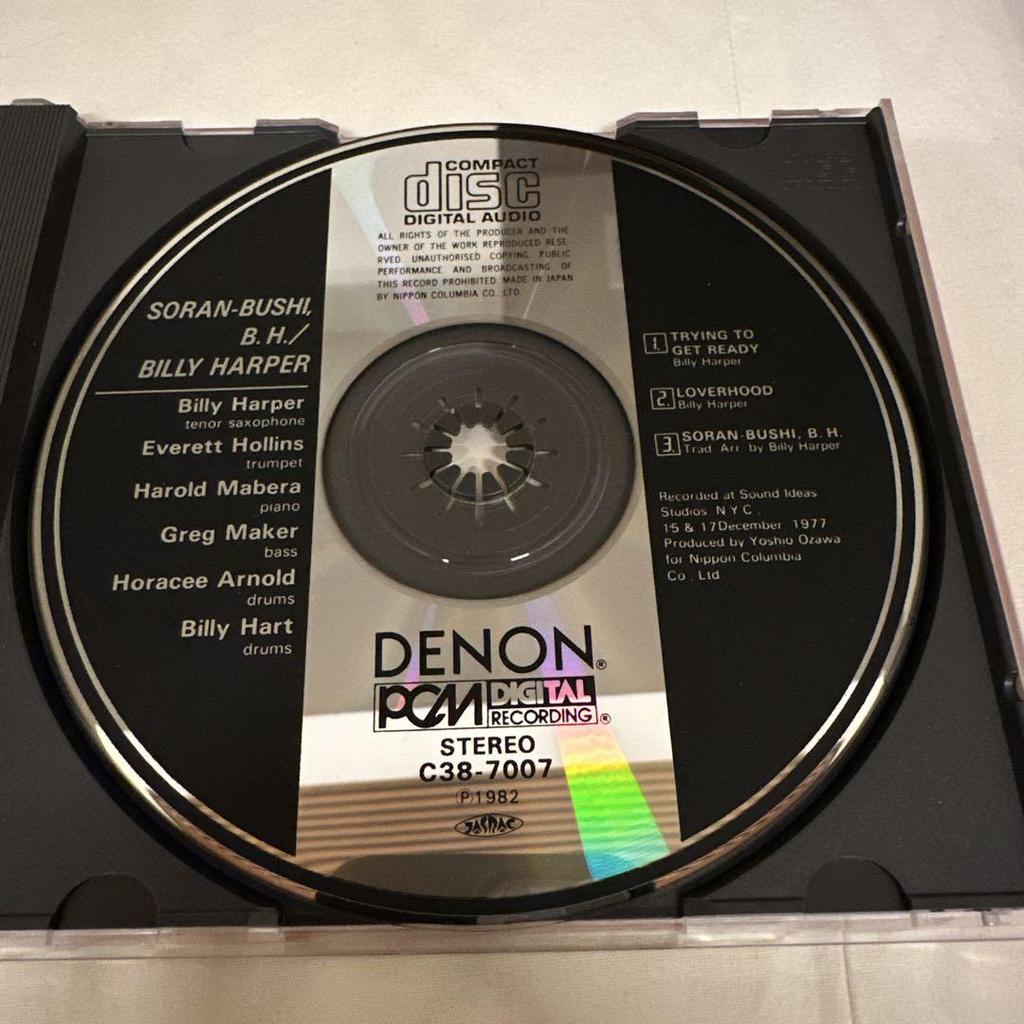 COMPACT
disc
DIGITAL AUDIO
ALL RIGHTS OF THE PRODUCER AND THE
OWNER OF THE WORK REPRODUCED RESE-
RVED. UNAUTHORISED COPYING PUBLIC
PERFORMANCE AND BROADCASTING OF
THIS RECORD PROHIBITED MADE IN JAPAN
BY NIPPON COLUMBIA CO., LTD.
SORAN-BUSHI,
B.H./
BILLY HARPER
Billy Harper
tenor saxophone
Everett Hollins
trumpet
Harold Mabera
piano
Greg Maker
bass
Horacee Arnold
drums
Billy Hart
drums
1. TRYING TO
GET READY
Billy Harper
2. LOVERHOOD
Billy Harper
3. SORAN-BUSHI, B.H.
Trad Arr by Billy Harper
Recorded at Sound Ideas
Studios, N.Y.C.
15 & 17 December, 1977
Produced by Yoshio Ozawa
for Nippon Columbia
Co., Ltd
DENON®
PCM DIGITAL
RECORDING®
STEREO
C38-7007
Ⓟ1982
JASRAC